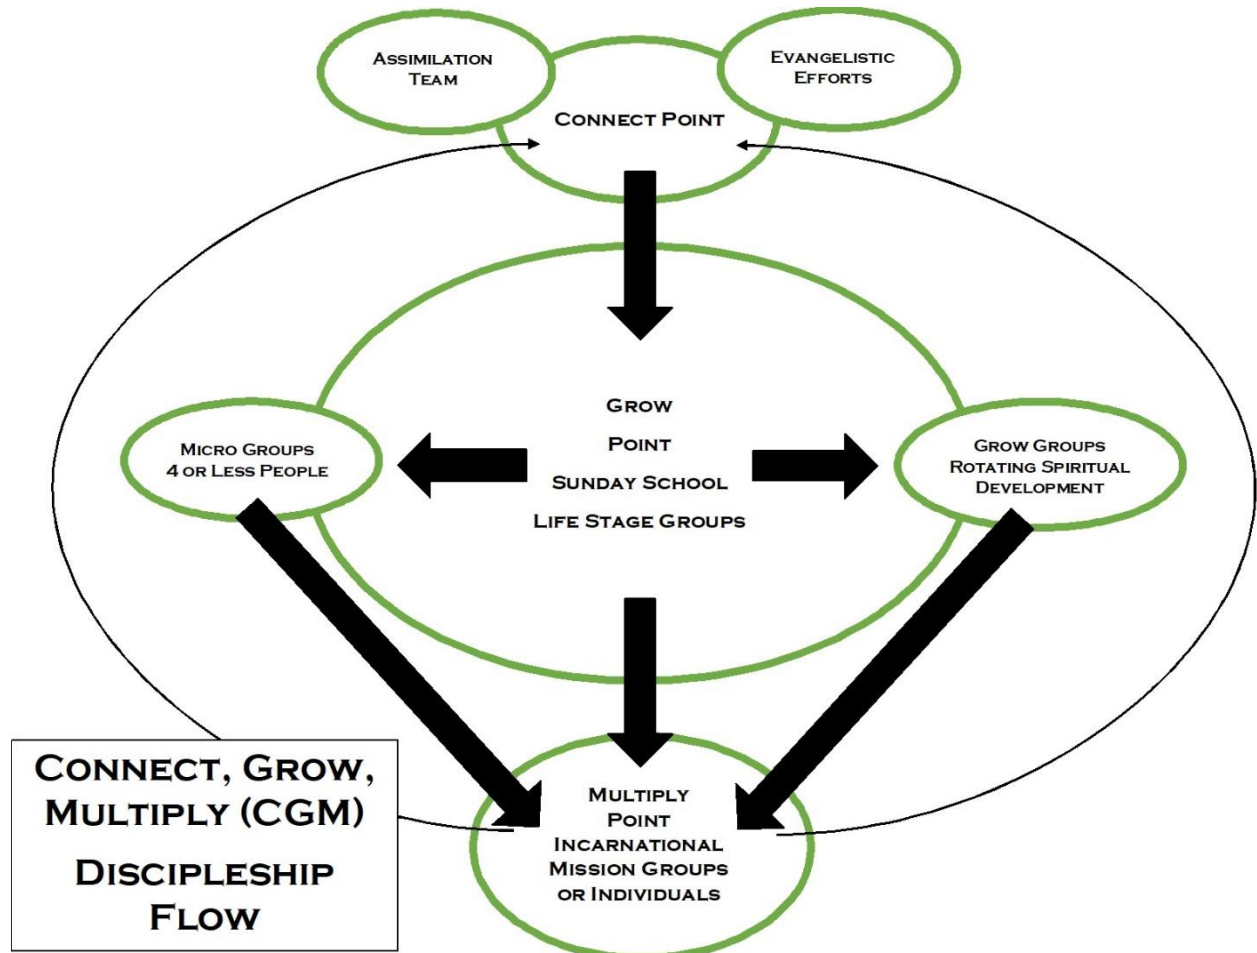 Assimilation
Team
Evangelistic
Efforts
Connect Point
Grow
Point
Sunday School
Life Stage Groups
Micro Groups
4 or Less People
Grow Groups
Rotating Spiritual
Development
Multiply
Point
Incarnational
Mission Groups
or Individuals
Connect, Grow,
Multiply (CGM)
Discipleship
Flow